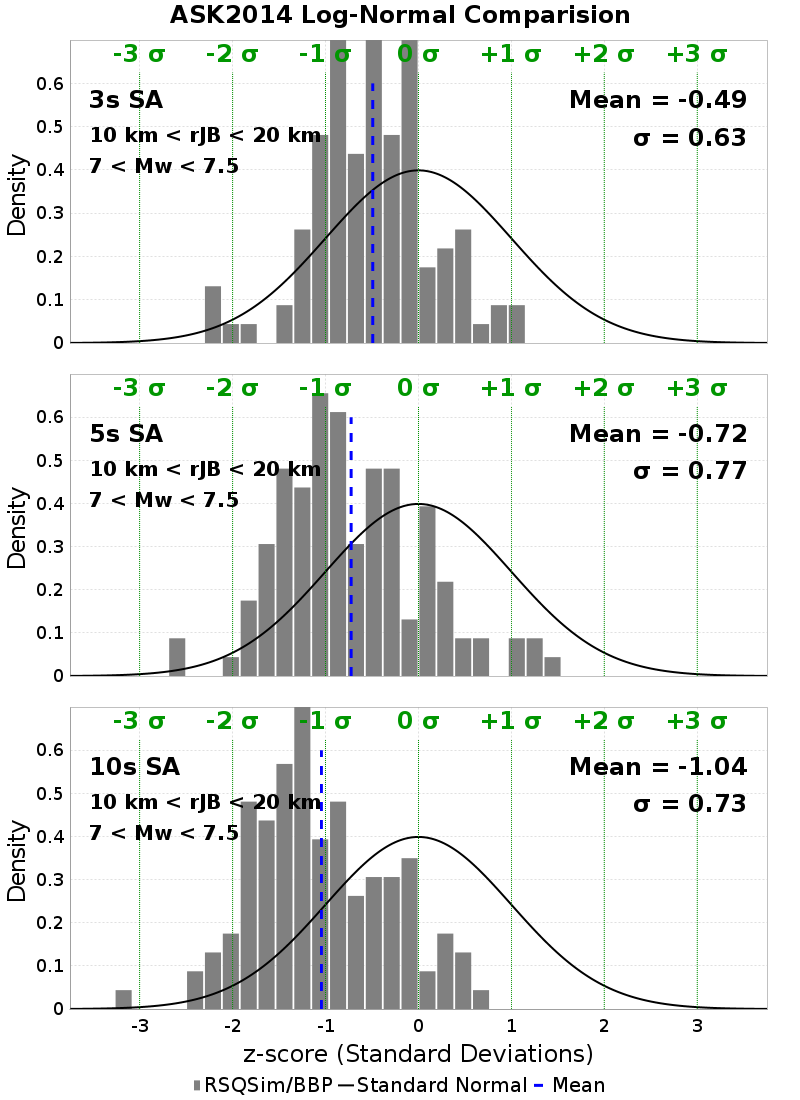 ASK2014 Log-Normal Comparision
-3 σ -2 σ -1 σ 0 σ +1 σ +2 σ +3 σ
0.6
3s SA Mean = -0.49
0.5
10 km < rJB < 20 km σ = 0.63
7 < Mw < 7.5
0.4
Density
0.3
0.2
0.1
0
-3 σ -2 σ -1 σ 0 σ +1 σ +2 σ +3 σ
0.6
5s SA Mean = -0.72
0.5
10 km < rJB < 20 km σ = 0.77
7 < Mw < 7.5
0.4
Density
0.3
0.2
0.1
0
-3 σ -2 σ -1 σ 0 σ +1 σ +2 σ +3 σ
0.6
10s SA Mean = -1.04
0.5
10 km < rJB < 20 km σ = 0.73
7 < Mw < 7.5
0.4
Density
0.3
0.2
0.1
0
-3 -2 -1 0 1 2 3
z-score (Standard Deviations)
RSQSim/BBP Standard Normal Mean